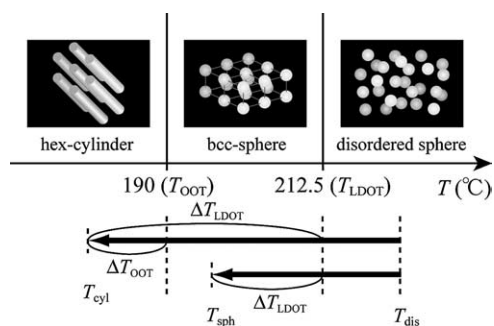 hex-cylinder bcc-sphere disordered sphere
190 (T_OOT) 212.5 (T_LDOT) T(℃)
ΔT_LDOT
ΔT_OOT
T_cyl T_sph ΔT_LDOT T_dis